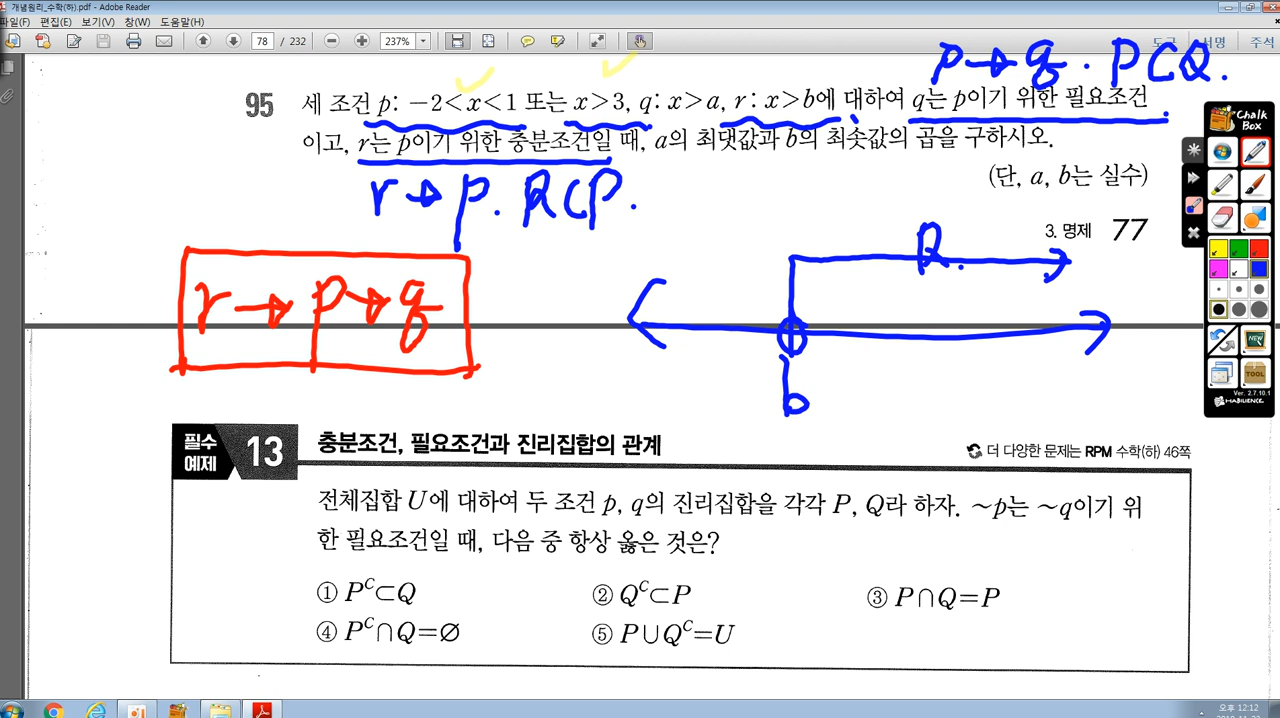 개념원리_수학(하).pdf - Adobe Reader
파일(F) 편집(E) 보기(V) 창(W) 도움말(H)
78 / 232 237% 도구 서명 주석
p→q. P⊂Q.
95 세 조건 p: -2<x<1 또는 x>3, q: x>a, r: x>b에 대하여 q는 p이기 위한 필요조건
이고, r는 p이기 위한 충분조건일 때, a의 최댓값과 b의 최솟값의 곱을 구하시오.
(단, a, b는 실수)
r→p. R⊂P.
3. 명제 77
r→p→q
R.
b
필수 예제 13 충분조건, 필요조건과 진리집합의 관계
더 다양한 문제는 RPM 수학(하) 46쪽
전체집합 U에 대하여 두 조건 p, q의 진리집합을 각각 P, Q라 하자. ~p는 ~q이기 위
한 필요조건일 때, 다음 중 항상 옳은 것은?
① P^C⊂Q ② Q^C⊂P ③ P∩Q=P
④ P^C∩Q=∅ ⑤ P∪Q^C=U
Chalk Box
NEW
TOOL
Ver. 2.7.10.1
HABILIENCE
오후 12:12